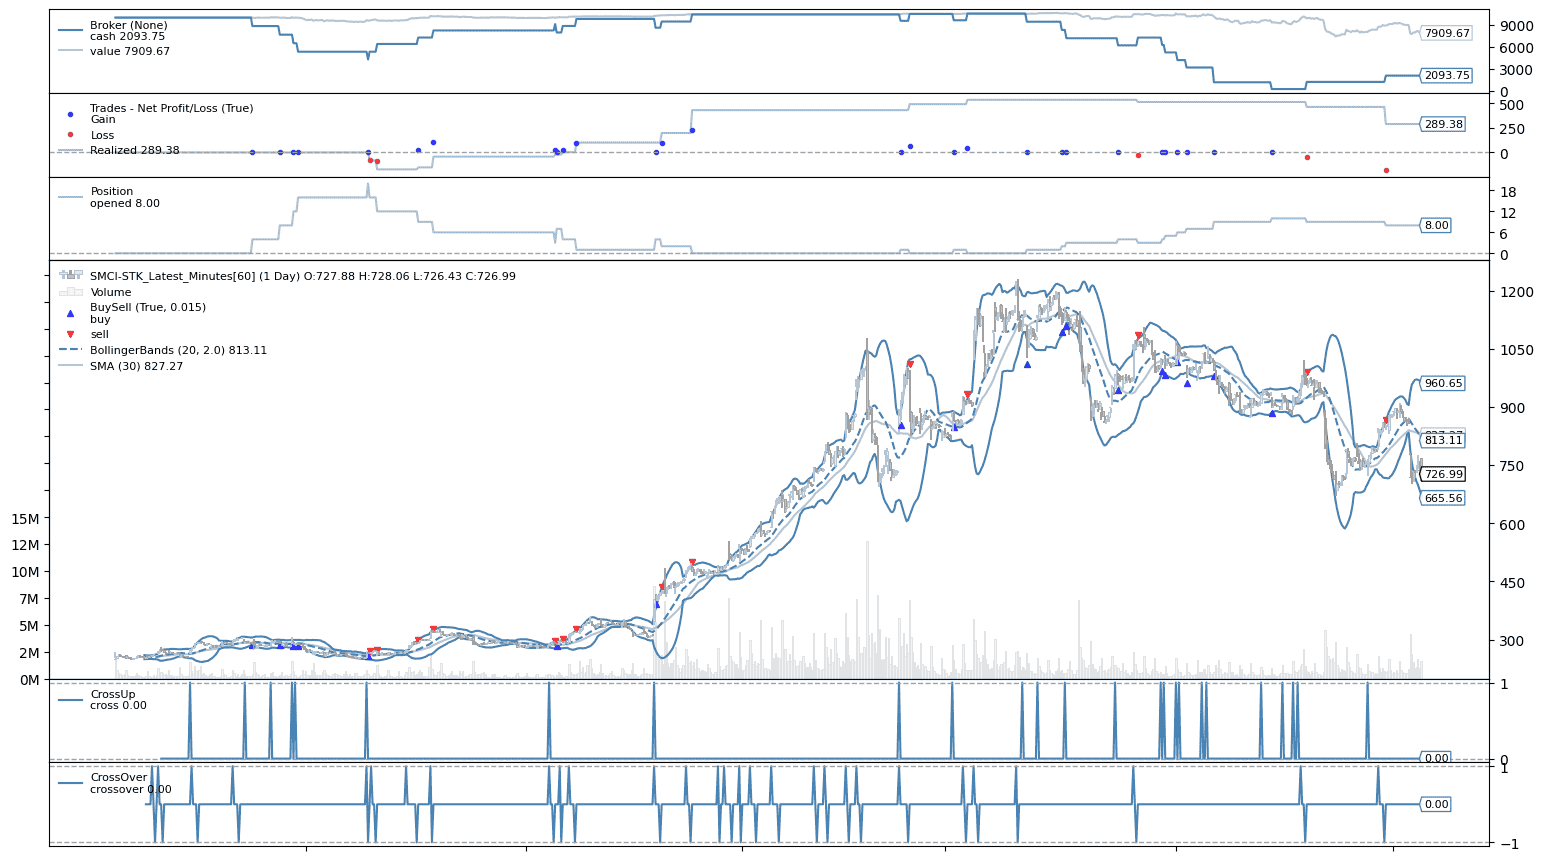 Broker (None)
cash 2093.75
value 7909.67
9000
6000
3000
0
7909.67
2093.75
Trades - Net Profit/Loss (True)
Gain
Loss
Realized 289.38
500
250
0
289.38
Position
opened 8.00
18
12
6
0
8.00
SMCI-STK_Latest_Minutes[60] (1 Day) O:727.88 H:728.06 L:726.43 C:726.99
Volume
BuySell (True, 0.015)
buy
sell
BollingerBands (20, 2.0) 813.11
SMA (30) 827.27
1200
1050
900
750
600
450
300
960.65
813.11
726.99
665.56
15M
12M
10M
7M
5M
2M
0M
CrossUp
cross 0.00
1
0
0.00
CrossOver
crossover 0.00
1
−1
0.00